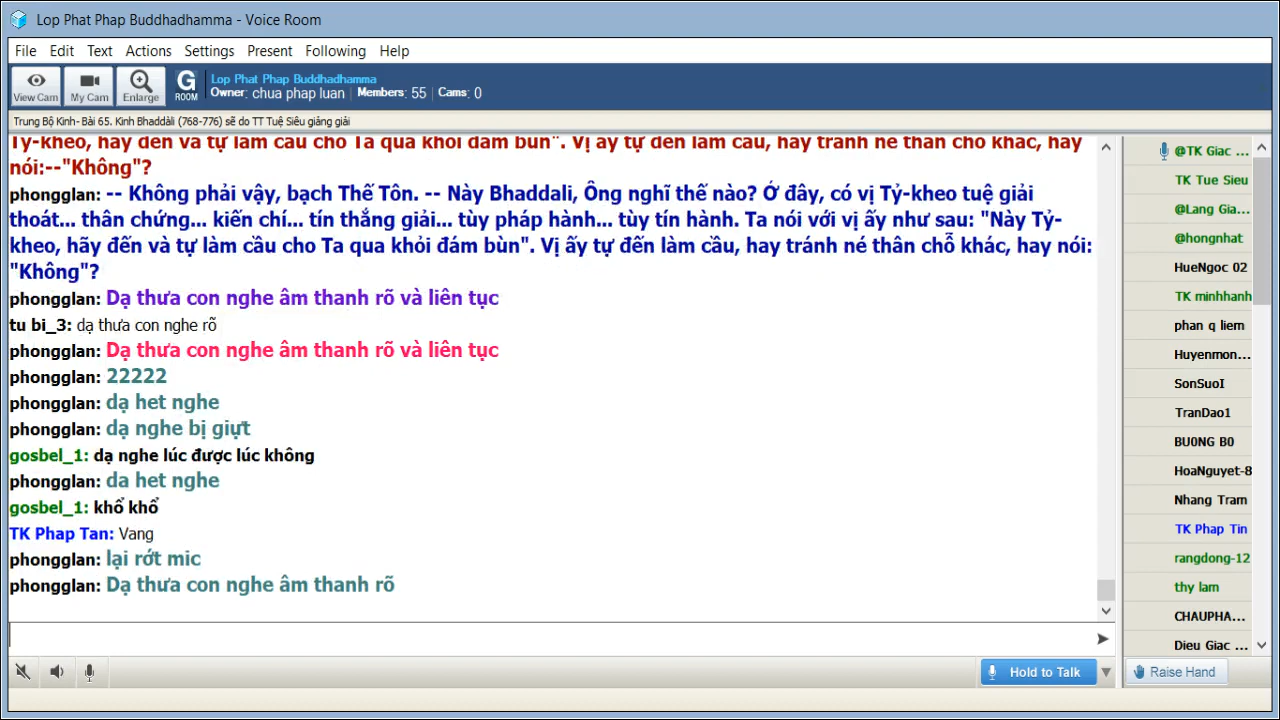 Lop Phat Phap Buddhadhamma - Voice Room
File Edit Text Actions Settings Present Following Help
View Cam My Cam Enlarge G ROOM Lop Phat Phap Buddhadhamma
Owner: chua phap luan Members: 55 Cams: 0
Trung Bộ Kinh- Bài 65. Kinh Bhaddàli (768-776) sẽ do TT Tuệ Siêu giảng giải
Tỷ-kheo, hãy đến và tự làm cầu cho Ta qua khỏi đám bùn". Vị ấy tự đến làm cầu, hay tránh né thân chỗ khác, hay
nói:--"Không"?
phongglan: -- Không phải vậy, bạch Thế Tôn. -- Này Bhaddali, Ông nghĩ thế nào? Ở đây, có vị Tỷ-kheo tuệ giải
thoát... thân chứng... kiến chí... tín thắng giải... tùy pháp hành... tùy tín hành. Ta nói với vị ấy như sau: "Này Tỷ-
kheo, hãy đến và tự làm cầu cho Ta qua khỏi đám bùn". Vị ấy tự đến làm cầu, hay tránh né thân chỗ khác, hay nói:
"Không"?
phongglan: Dạ thưa con nghe âm thanh rõ và liên tục
tu bi_3: dạ thưa con nghe rõ
phongglan: Dạ thưa con nghe âm thanh rõ và liên tục
phongglan: 22222
phongglan: dạ het nghe
phongglan: dạ nghe bị giựt
gosbel_1: dạ nghe lúc được lúc không
phongglan: da het nghe
gosbel_1: khổ khổ
TK Phap Tan: Vang
phongglan: lại rớt mic
phongglan: Dạ thưa con nghe âm thanh rõ
@TK Giac ...
TK Tue Sieu
@Lang Gia...
@hongnhat
HueNgoc 02
TK minhhanh
phan q liem
Huyenmon...
SonSuoI
TranDao1
BU0NG B0
HoaNguyet-8
Nhang Tram
TK Phap Tin
rangdong-12
thy lam
CHAUPHA...
Dieu Giac ...
Hold to Talk
Raise Hand